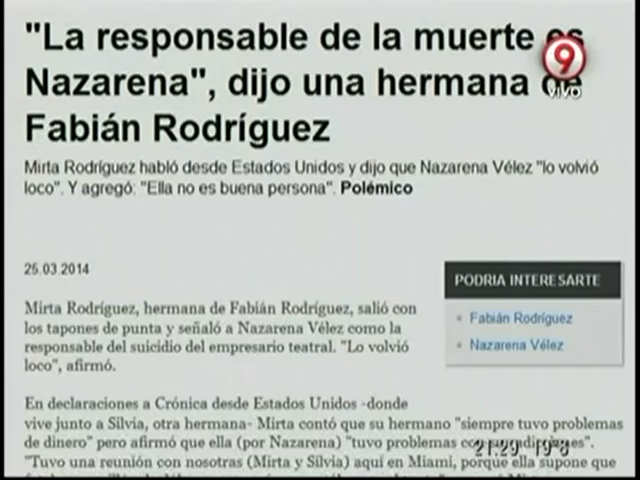 "La responsable de la muerte es
Nazarena", dijo una hermana de
Fabián Rodríguez
9
vivo
Mirta Rodríguez habló desde Estados Unidos y dijo que Nazarena Vélez "lo volvió
loco". Y agregó: "Ella no es buena persona". Polémico
25.03.2014
PODRIA INTERESARTE
Fabián Rodríguez
Nazarena Vélez
Mirta Rodríguez, hermana de Fabián Rodríguez, salió con
los tapones de punta y señaló a Nazarena Vélez como la
responsable del suicidio del empresario teatral. "Lo volvió
loco", afirmó.
En declaraciones a Crónica desde Estados Unidos -donde
vive junto a Silvia, otra hermana- Mirta contó que su hermano "siempre tuvo problemas
de dinero" pero afirmó que ella (por Nazarena) "tuvo problemas con
21:29 19°8
"Tuvo una reunión con nosotras (Mirta y Silvia) aquí en Miami, porque ella supone que